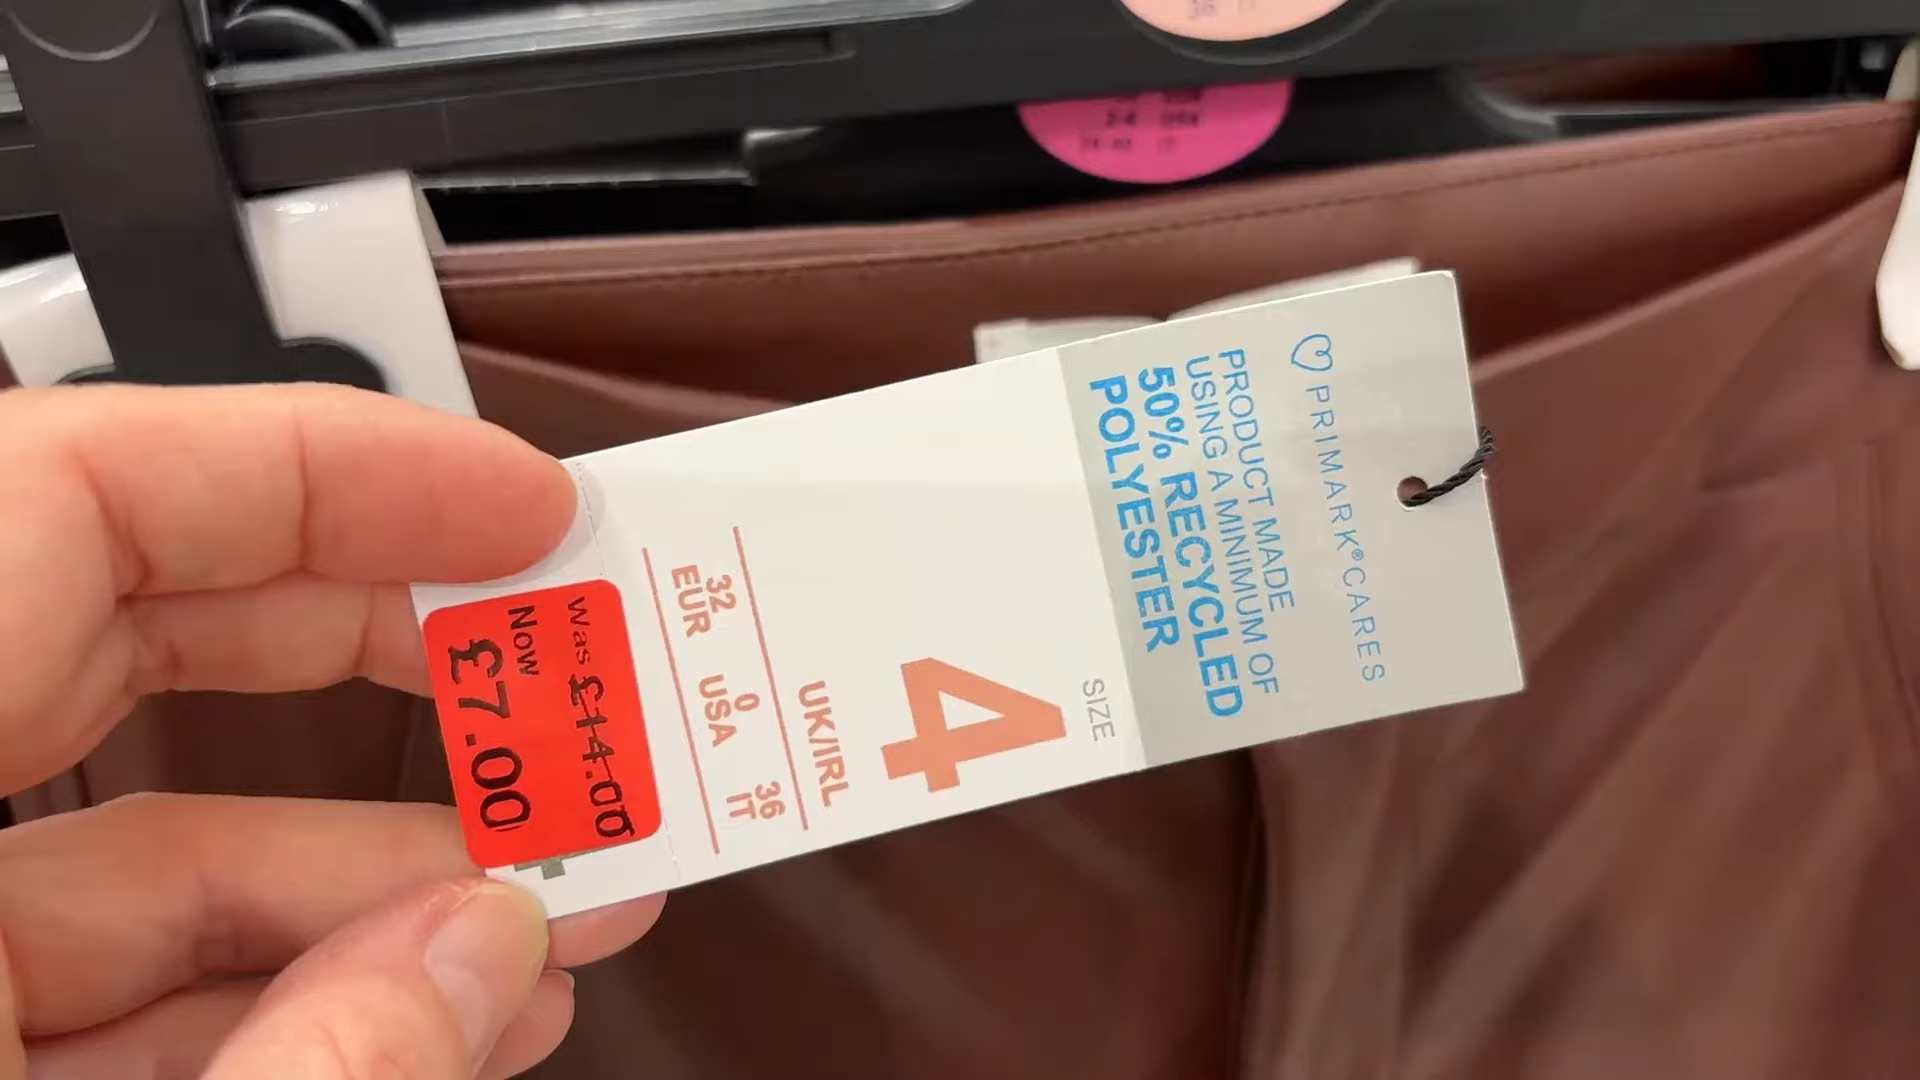 PRIMARK®CARES
PRODUCT MADE
USING A MINIMUM OF
50% RECYCLED
POLYESTER
SIZE
4
UK/IRL
32 0 36
EUR USA IT
Was £14.00
Now
£7.00